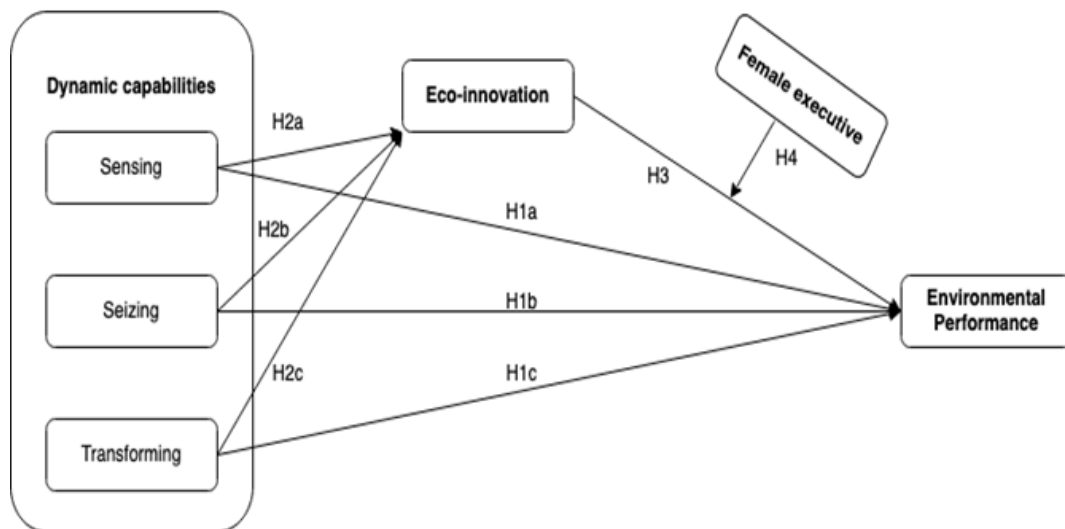 Dynamic capabilities
Sensing
Seizing
Transforming
H2a
H2b
H2c
Eco-innovation
Female executive
H4
H3
H1a
H1b
H1c
Environmental
Performance